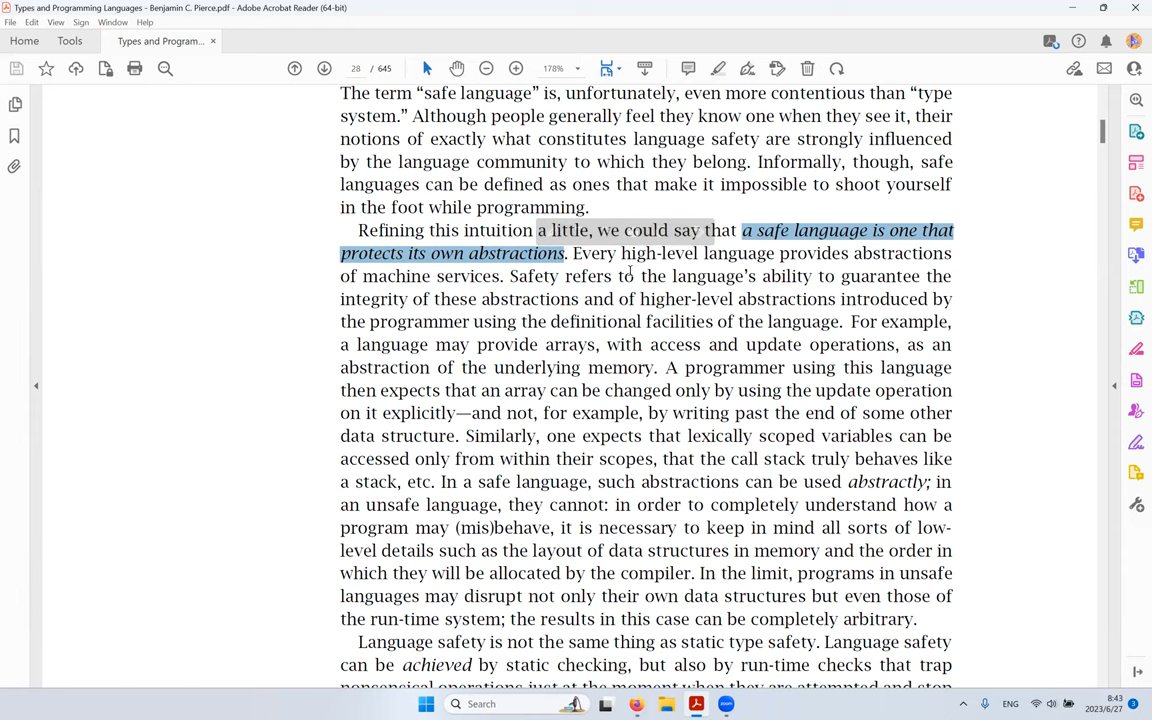 Types and Programming Languages - Benjamin C. Pierce.pdf - Adobe Acrobat Reader (64-bit)
File Edit View Sign Window Help
Home Tools Types and Program... ×
28 / 645 178%
The term “safe language” is, unfortunately, even more contentious than “type
system.” Although people generally feel they know one when they see it, their
notions of exactly what constitutes language safety are strongly influenced
by the language community to which they belong. Informally, though, safe
languages can be defined as ones that make it impossible to shoot yourself
in the foot while programming.
Refining this intuition a little, we could say that a safe language is one that
protects its own abstractions. Every high-level language provides abstractions
of machine services. Safety refers to the language’s ability to guarantee the
integrity of these abstractions and of higher-level abstractions introduced by
the programmer using the definitional facilities of the language. For example,
a language may provide arrays, with access and update operations, as an
abstraction of the underlying memory. A programmer using this language
then expects that an array can be changed only by using the update operation
on it explicitly—and not, for example, by writing past the end of some other
data structure. Similarly, one expects that lexically scoped variables can be
accessed only from within their scopes, that the call stack truly behaves like
a stack, etc. In a safe language, such abstractions can be used abstractly; in
an unsafe language, they cannot: in order to completely understand how a
program may (mis)behave, it is necessary to keep in mind all sorts of low-
level details such as the layout of data structures in memory and the order in
which they will be allocated by the compiler. In the limit, programs in unsafe
languages may disrupt not only their own data structures but even those of
the run-time system; the results in this case can be completely arbitrary.
Language safety is not the same thing as static type safety. Language safety
can be achieved by static checking, but also by run-time checks that trap
nonsensical operations just at the moment when they are attempted and stop
Search
zoom
ENG
8:43
2023/6/27
3